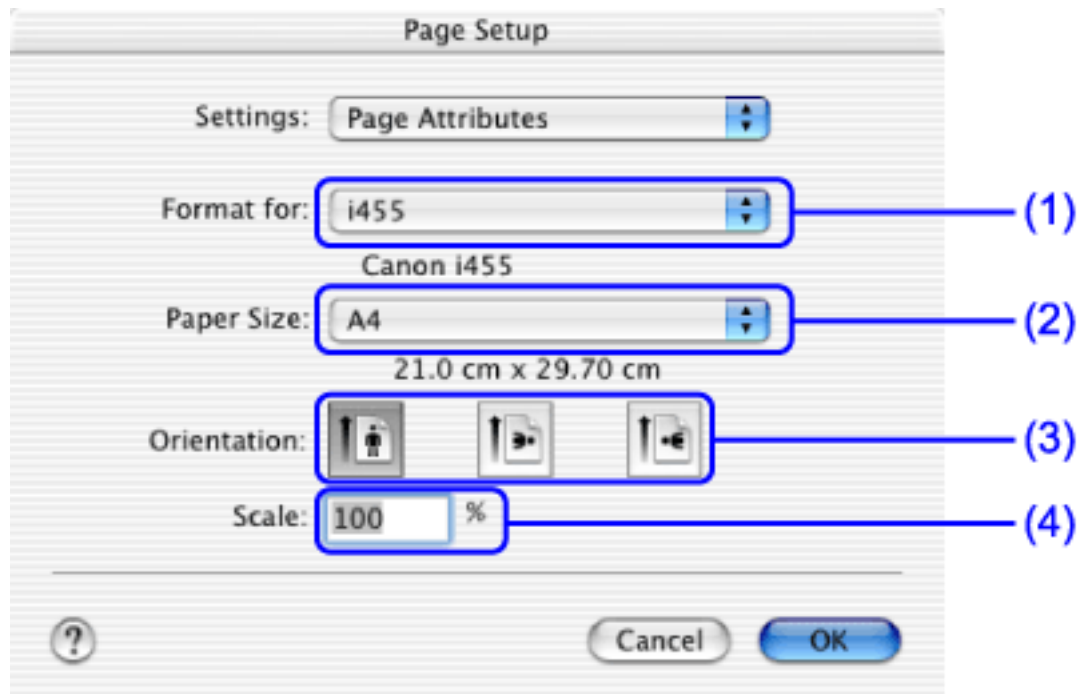 Page Setup
Settings: Page Attributes
Format for: i455 (1)
Canon i455
Paper Size: A4 (2)
21.0 cm x 29.70 cm
Orientation: (3)
Scale: 100 % (4)
? Cancel OK